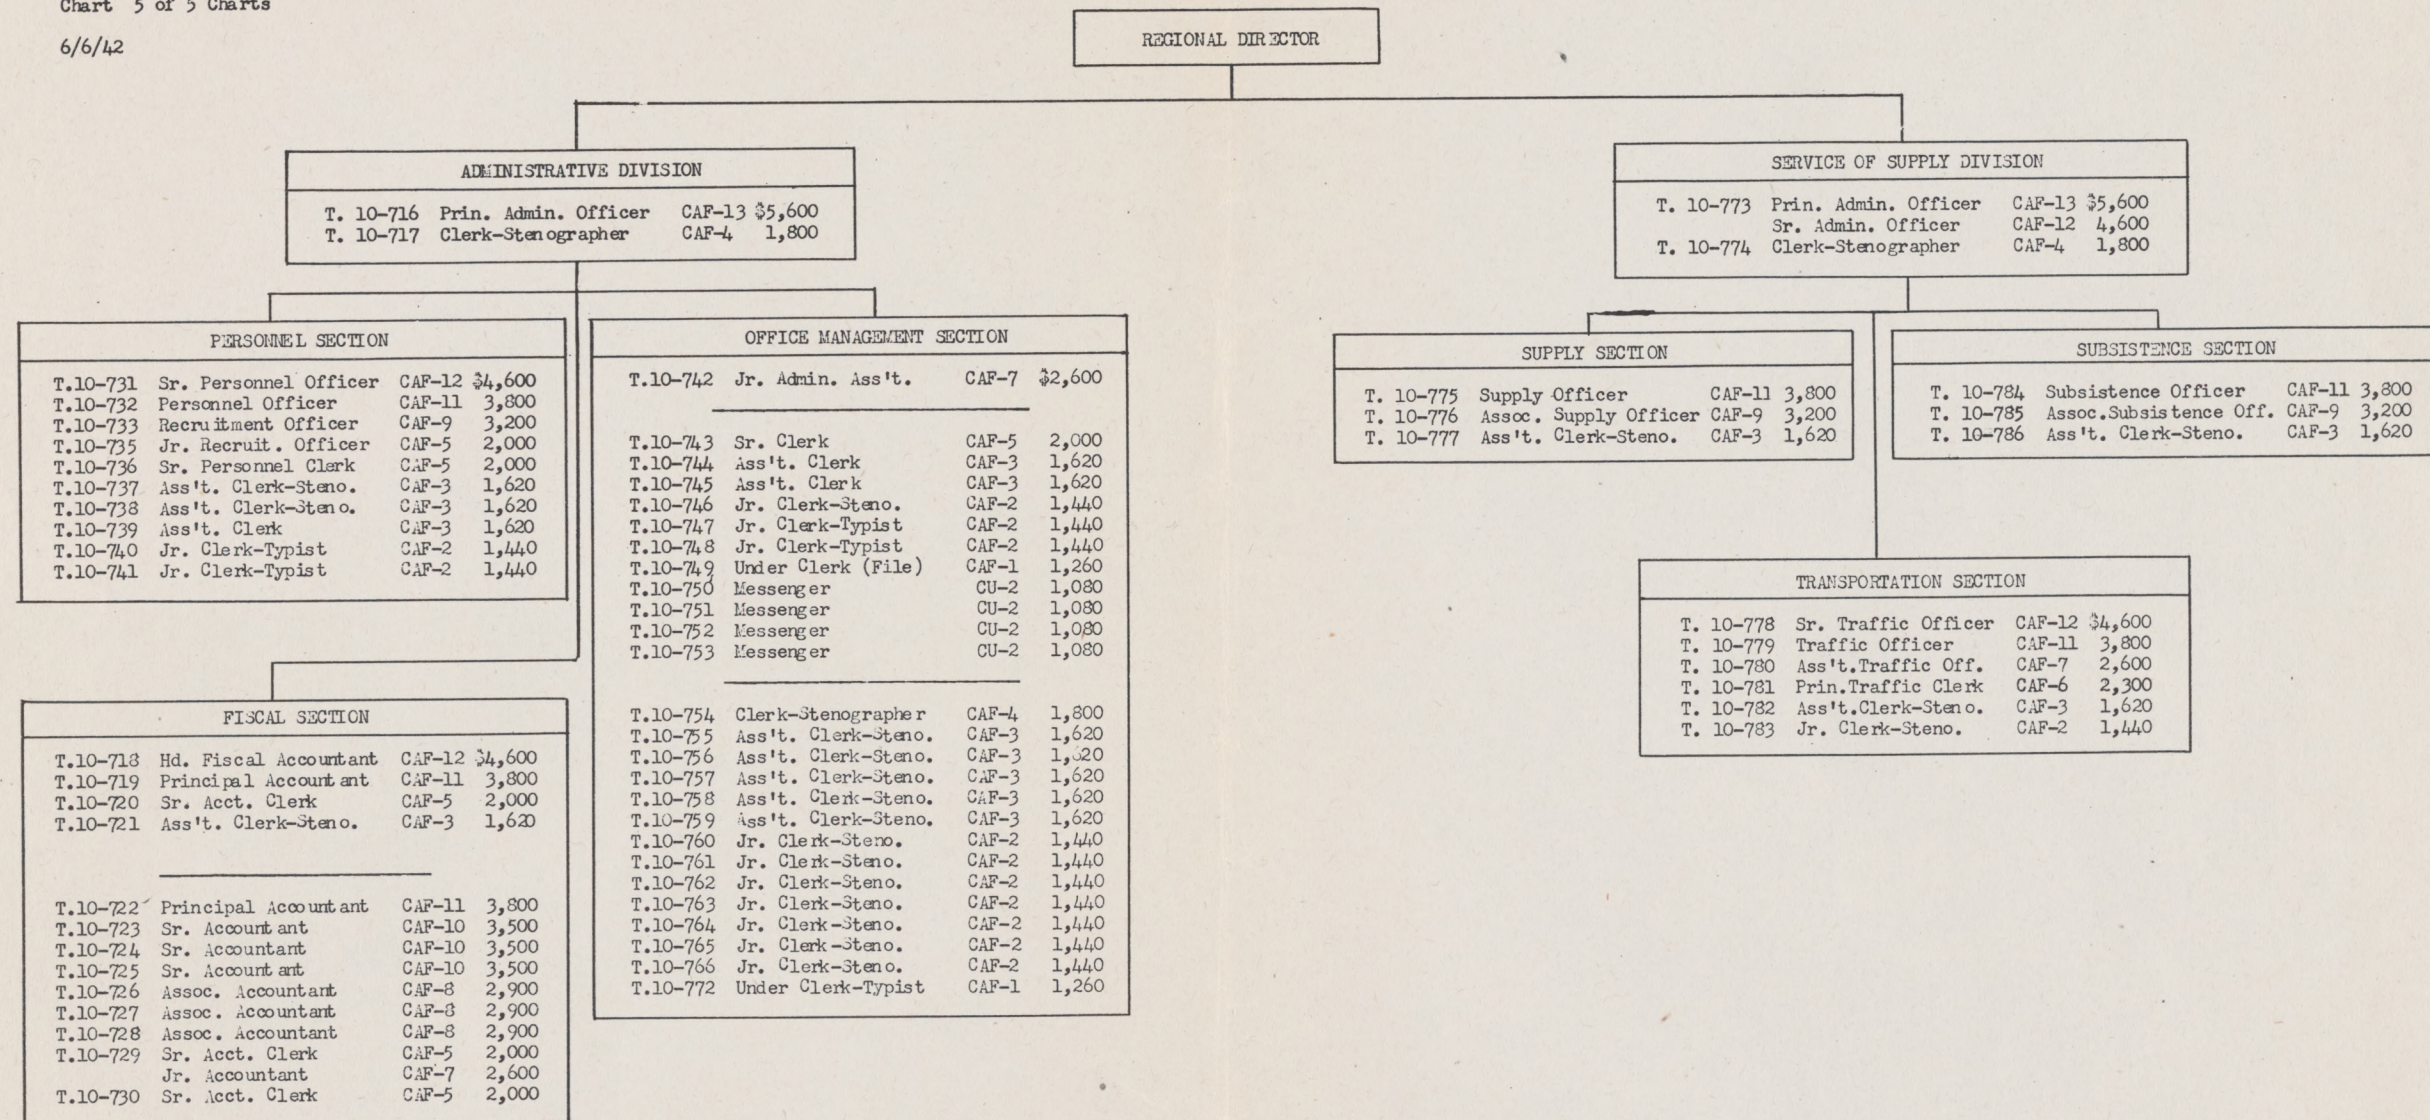 Chart 5 of 5 Charts
6/6/42
REGIONAL DIRECTOR
ADMINISTRATIVE DIVISION
T. 10-716 Prin. Admin. Officer CAF-13 $5,600
T. 10-717 Clerk-Stenographer CAF-4 1,800
PERSONNEL SECTION
T.10-731 Sr. Personnel Officer CAF-12 $4,600
T.10-732 Personnel Officer CAF-11 3,800
T.10-733 Recruitment Officer CAF-9 3,200
T.10-735 Jr. Recruit. Officer CAF-5 2,000
T.10-736 Sr. Personnel Clerk CAF-5 2,000
T.10-737 Ass't. Clerk-Steno. CAF-3 1,620
T.10-738 Ass't. Clerk-Steno. CAF-3 1,620
T.10-739 Ass't. Clerk CAF-3 1,620
T.10-740 Jr. Clerk-Typist CAF-2 1,440
T.10-741 Jr. Clerk-Typist CAF-2 1,440
FISCAL SECTION
T.10-718 Hd. Fiscal Accountant CAF-12 $4,600
T.10-719 Principal Accountant CAF-11 3,800
T.10-720 Sr. Acct. Clerk CAF-5 2,000
T.10-721 Ass't. Clerk-Steno. CAF-3 1,620
T.10-722 Principal Accountant CAF-11 3,800
T.10-723 Sr. Accountant CAF-10 3,500
T.10-724 Sr. Accountant CAF-10 3,500
T.10-725 Sr. Accountant CAF-10 3,500
T.10-726 Assoc. Accountant CAF-8 2,900
T.10-727 Assoc. Accountant CAF-8 2,900
T.10-728 Assoc. Accountant CAF-8 2,900
T.10-729 Sr. Acct. Clerk CAF-5 2,000
Jr. Accountant CAF-7 2,600
T.10-730 Sr. Acct. Clerk CAF-5 2,000
OFFICE MANAGEMENT SECTION
T.10-742 Jr. Admin. Ass't. CAF-7 $2,600
T.10-743 Sr. Clerk CAF-5 2,000
T.10-744 Ass't. Clerk CAF-3 1,620
T.10-745 Ass't. Clerk CAF-3 1,620
T.10-746 Jr. Clerk-Steno. CAF-2 1,440
T.10-747 Jr. Clerk-Typist CAF-2 1,440
T.10-748 Jr. Clerk-Typist CAF-2 1,440
T.10-749 Under Clerk (File) CAF-1 1,260
T.10-750 Messenger CU-2 1,080
T.10-751 Messenger CU-2 1,080
T.10-752 Messenger CU-2 1,080
T.10-753 Messenger CU-2 1,080
T.10-754 Clerk-Stenographer CAF-4 1,800
T.10-755 Ass't. Clerk-Steno. CAF-3 1,620
T.10-756 Ass't. Clerk-Steno. CAF-3 1,620
T.10-757 Ass't. Clerk-Steno. CAF-3 1,620
T.10-758 Ass't. Clerk-Steno. CAF-3 1,620
T.10-759 Ass't. Clerk-Steno. CAF-3 1,620
T.10-760 Jr. Clerk-Steno. CAF-2 1,440
T.10-761 Jr. Clerk-Steno. CAF-2 1,440
T.10-762 Jr. Clerk-Steno. CAF-2 1,440
T.10-763 Jr. Clerk-Steno. CAF-2 1,440
T.10-764 Jr. Clerk-Steno. CAF-2 1,440
T.10-765 Jr. Clerk-Steno. CAF-2 1,440
T.10-766 Jr. Clerk-Steno. CAF-2 1,440
T.10-772 Under Clerk-Typist CAF-1 1,260
SERVICE OF SUPPLY DIVISION
T. 10-773 Prin. Admin. Officer CAF-13 $5,600
Sr. Admin. Officer CAF-12 4,600
T. 10-774 Clerk-Stenographer CAF-4 1,800
SUPPLY SECTION
T. 10-775 Supply Officer CAF-11 3,800
T. 10-776 Assoc. Supply Officer CAF-9 3,200
T. 10-777 Ass't. Clerk-Steno. CAF-3 1,620
SUBSISTENCE SECTION
T. 10-784 Subsistence Officer CAF-11 3,800
T. 10-785 Assoc.Subsistence Off. CAF-9 3,200
T. 10-786 Ass't. Clerk-Steno. CAF-3 1,620
TRANSPORTATION SECTION
T. 10-778 Sr. Traffic Officer CAF-12 $4,600
T. 10-779 Traffic Officer CAF-11 3,800
T. 10-780 Ass't.Traffic Off. CAF-7 2,600
T. 10-781 Prin.Traffic Clerk CAF-6 2,300
T. 10-782 Ass't.Clerk-Steno. CAF-3 1,620
T. 10-783 Jr. Clerk-Steno. CAF-2 1,440